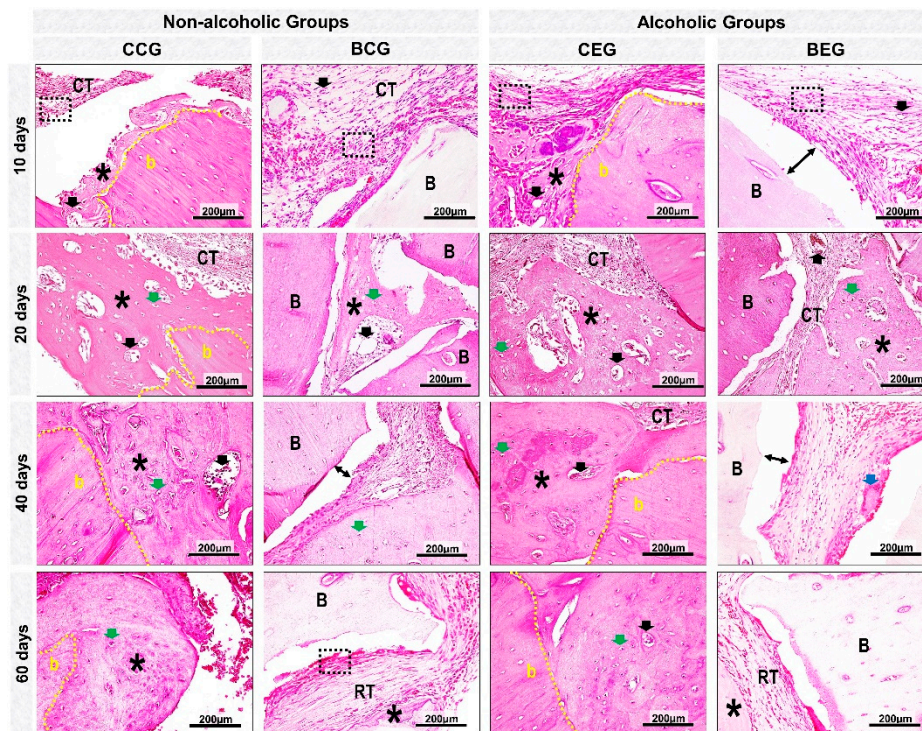 Non-alcoholic Groups Alcoholic Groups
CCG BCG CEG BEG
10 days
CT
b
*
200µm
CT
B
200µm
b
*
200µm
B
200µm
20 days
CT
*
b
200µm
B
*
B
B
200µm
CT
*
200µm
B
CT
*
200µm
40 days
b
*
200µm
B
200µm
CT
*
b
200µm
B
200µm
60 days
b
*
200µm
B
RT
*
200µm
b
200µm
B
RT
*
200µm